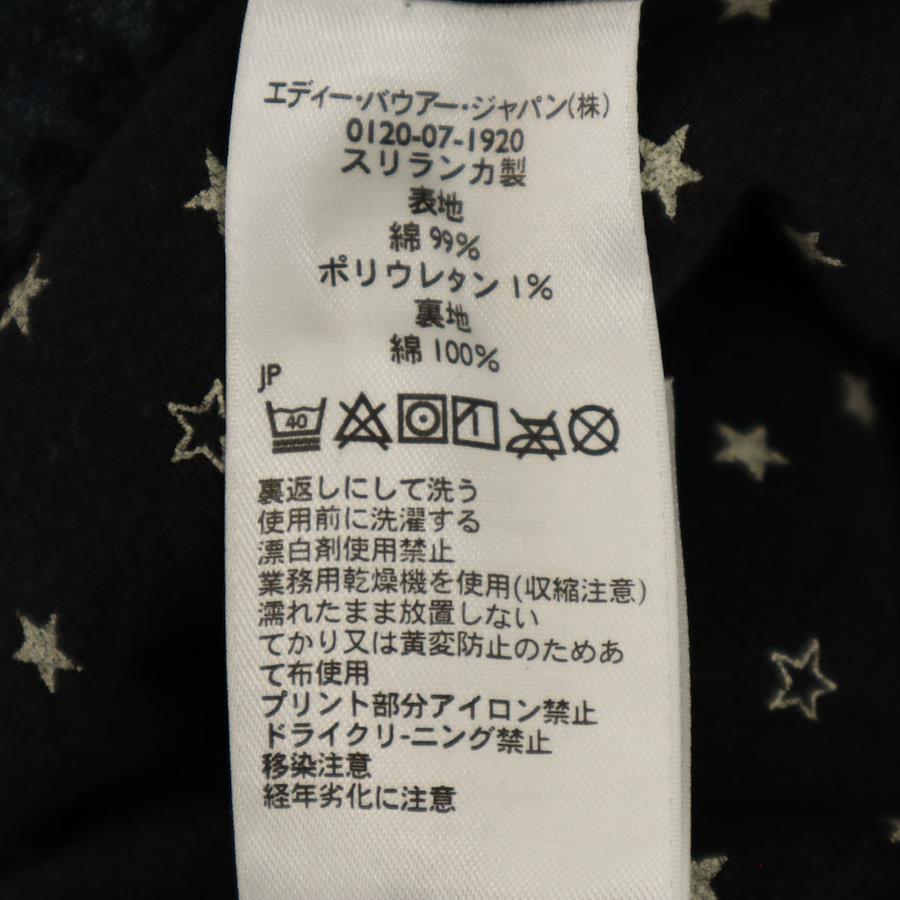 エディー・バウアー・ジャパン(株)
0120-07-1920
スリランカ製
表地
綿 99%
ポリウレタン 1%
裏地
綿 100%
JP
40
裏返しにして洗う
使用前に洗濯する
漂白剤使用禁止
業務用乾燥機を使用(収縮注意)
濡れたまま放置しない
てかり又は黄変防止のためあ
て布使用
プリント部分アイロン禁止
ドライクリーニング禁止
移染注意
経年劣化に注意